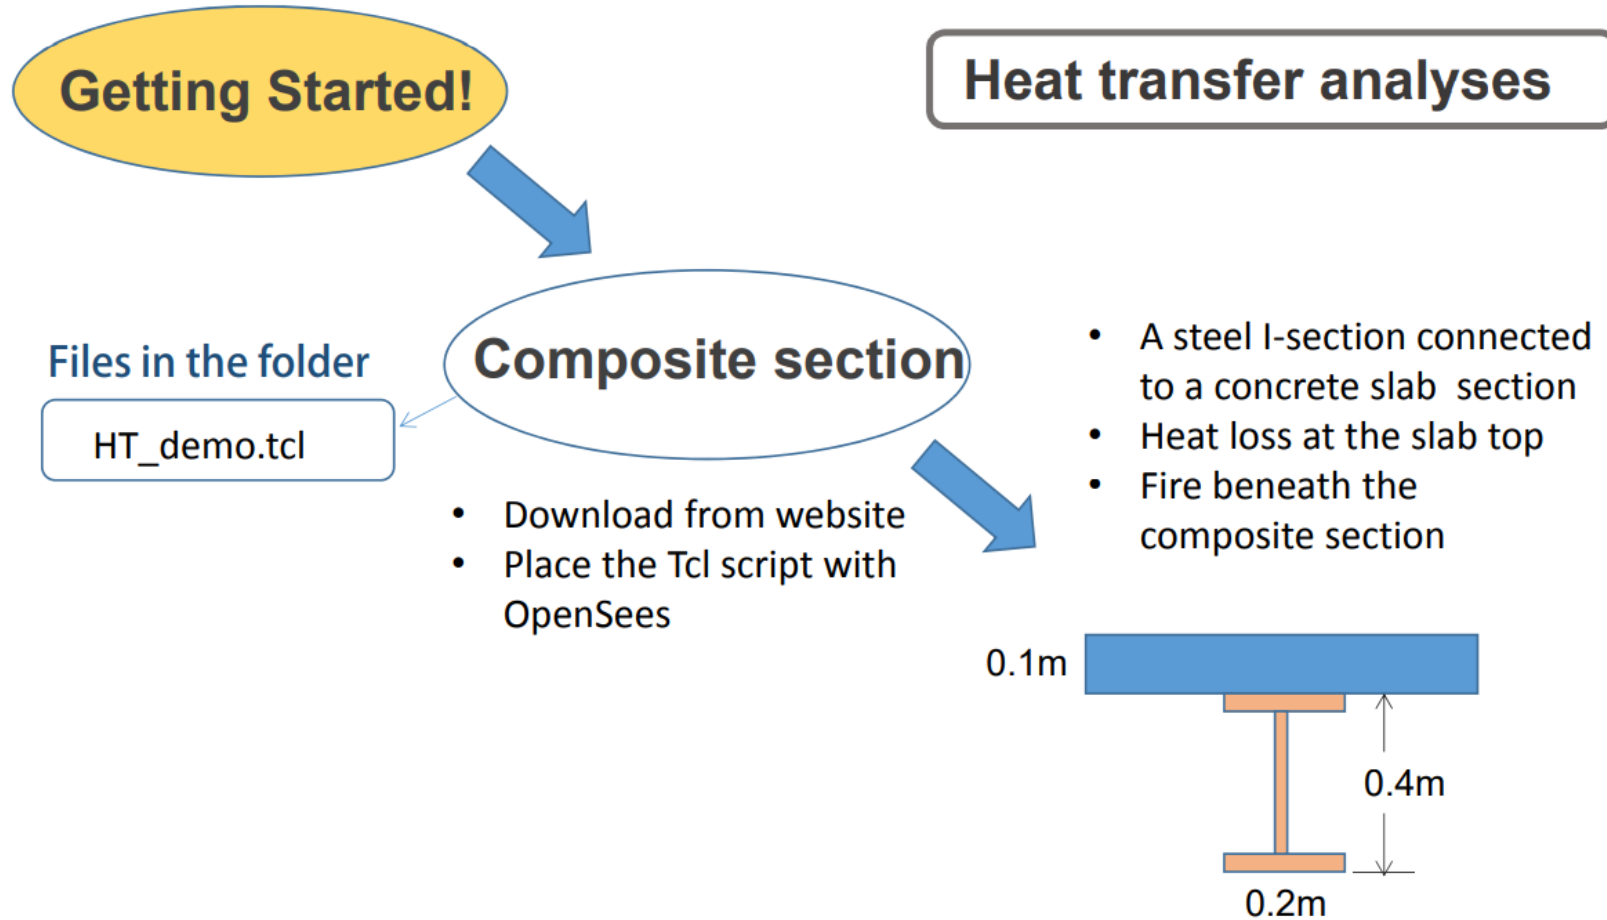 Getting Started!
Heat transfer analyses
Files in the folder
HT_demo.tcl
Composite section
• Download from website
• Place the Tcl script with
OpenSees
• A steel I-section connected
to a concrete slab section
• Heat loss at the slab top
• Fire beneath the
composite section
0.1m
0.4m
0.2m